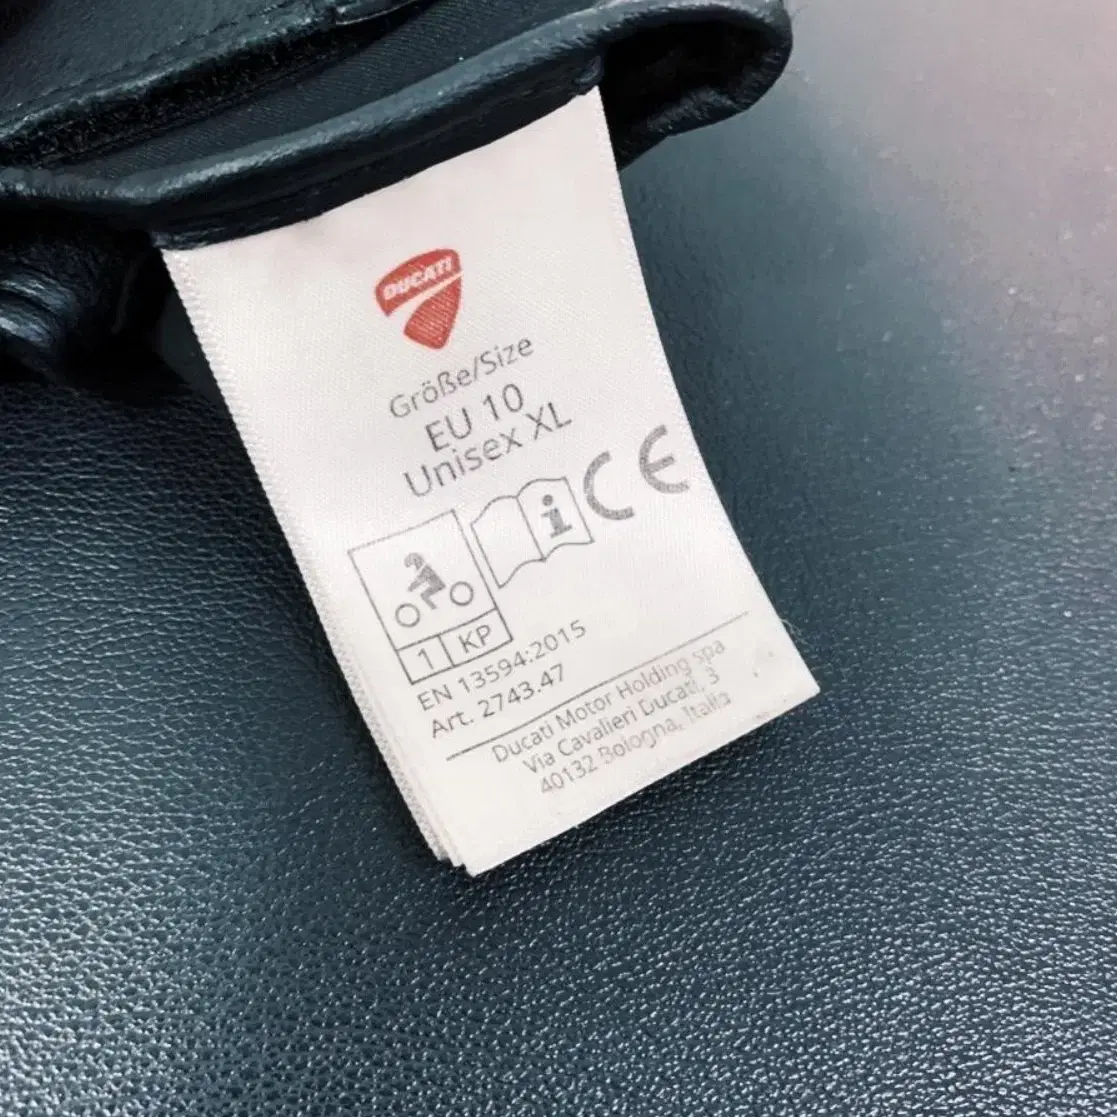 DUCATI
Größe/Size
EU 10
Unisex XL
i
CE
1 KP
EN 13594:2015
Art. 2743.47
Ducati Motor Holding spa
Via Cavalieri Ducati, 3
40132 Bologna, Italia